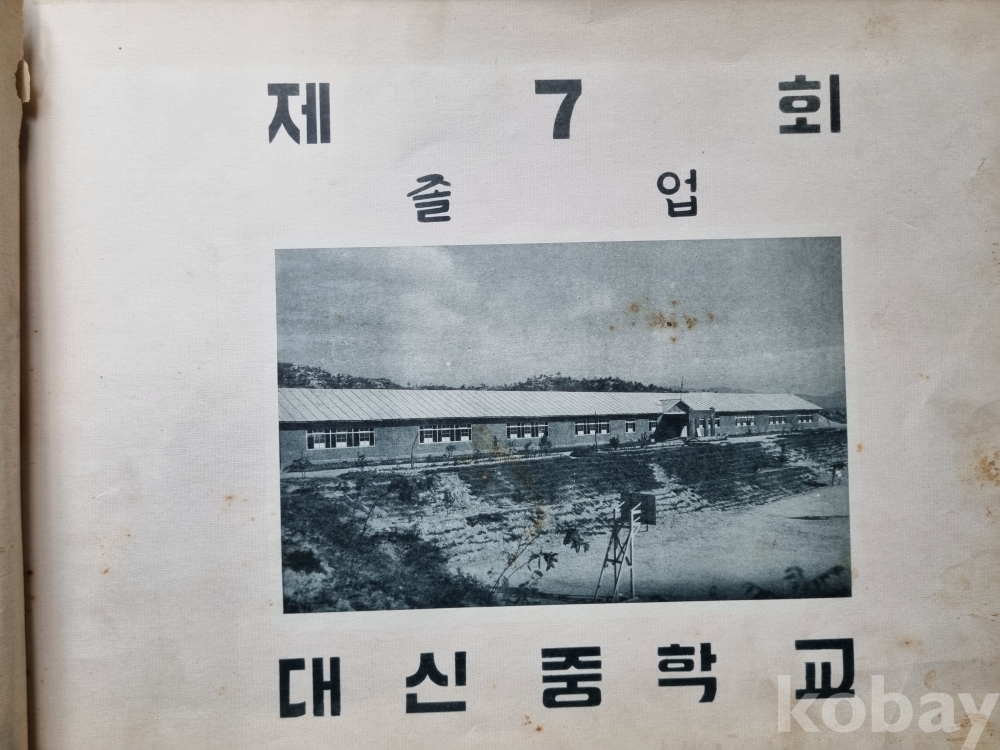 제 7 회
졸 업
대신중학교
kobay